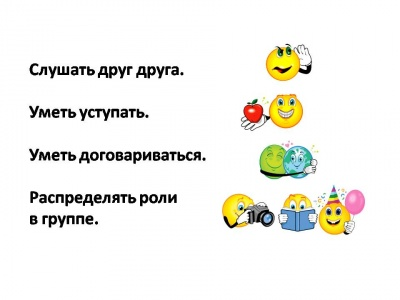 Слушать друг друга.
Уметь уступать.
Уметь договариваться.
Распределять роли
в группе.